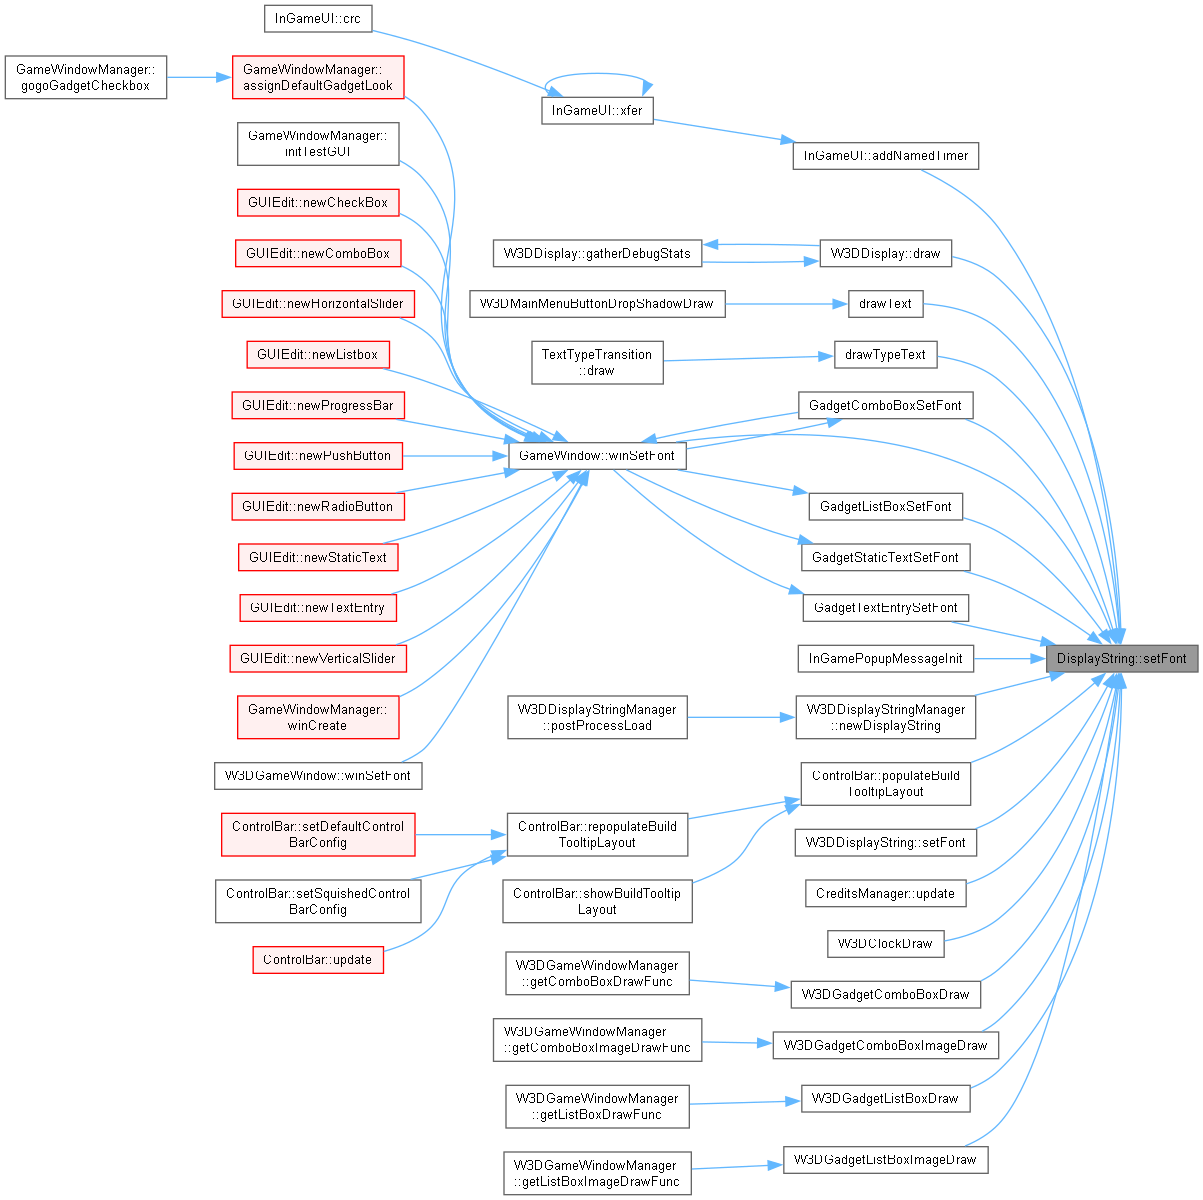 InGameUI::crc
GameWindowManager::
gogoGadgetCheckbox
GameWindowManager::
assignDefaultGadgetLook
InGameUI::xfer
GameWindowManager::
initTestGUI
InGameUI::addNamedTimer
GUIEdit::newCheckBox
GUIEdit::newComboBox
W3DDisplay::gatherDebugStats
W3DDisplay::draw
GUIEdit::newHorizontalSlider
W3DMainMenuButtonDropShadowDraw
drawText
GUIEdit::newListbox
TextTypeTransition
::draw
drawTypeText
GUIEdit::newProgressBar
GadgetComboBoxSetFont
GUIEdit::newPushButton
GameWindow::winSetFont
GUIEdit::newRadioButton
GadgetListBoxSetFont
GUIEdit::newStaticText
GadgetStaticTextSetFont
GUIEdit::newTextEntry
GadgetTextEntrySetFont
GUIEdit::newVerticalSlider
InGamePopupMessageInit
DisplayString::setFont
GameWindowManager::
winCreate
W3DDisplayStringManager
::postProcessLoad
W3DDisplayStringManager
::newDisplayString
W3DGameWindow::winSetFont
ControlBar::populateBuild
TooltipLayout
ControlBar::setDefaultControl
BarConfig
ControlBar::repopulateBuild
TooltipLayout
W3DDisplayString::setFont
ControlBar::setSquishedControl
BarConfig
ControlBar::showBuildTooltip
Layout
CreditsManager::update
ControlBar::update
W3DClockDraw
W3DGameWindowManager
::getComboBoxDrawFunc
W3DGadgetComboBoxDraw
W3DGameWindowManager
::getComboBoxImageDrawFunc
W3DGadgetComboBoxImageDraw
W3DGameWindowManager
::getListBoxDrawFunc
W3DGadgetListBoxDraw
W3DGameWindowManager
::getListBoxImageDrawFunc
W3DGadgetListBoxImageDraw